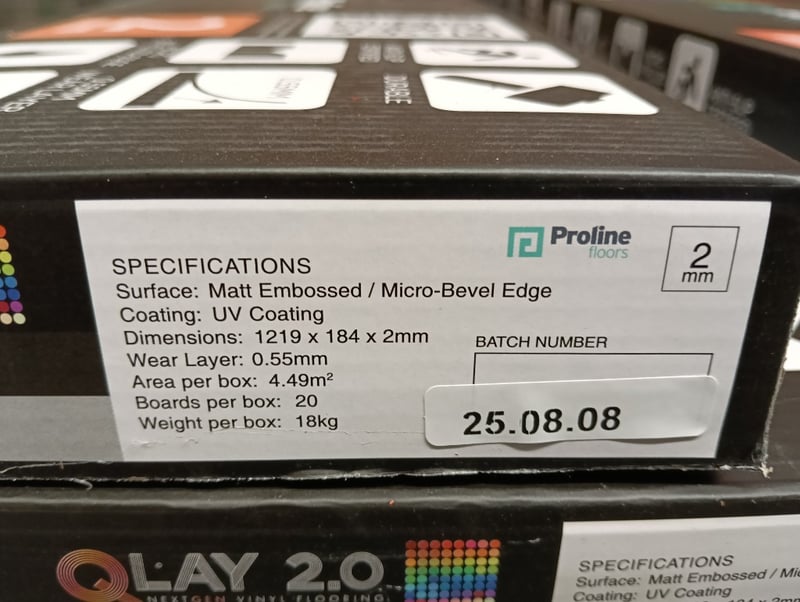 DURABLE
Proline
floors
2
mm
SPECIFICATIONS
Surface: Matt Embossed / Micro-Bevel Edge
Coating: UV Coating
Dimensions: 1219 x 184 x 2mm
Wear Layer: 0.55mm
Area per box: 4.49m²
Boards per box: 20
Weight per box: 18kg
BATCH NUMBER
25.08.08
QLAY 2.0
NEXTGEN VINYL FLOORING
SPECIFICATIONS
Surface: Matt Embossed / Mic
Coating: UV Coating